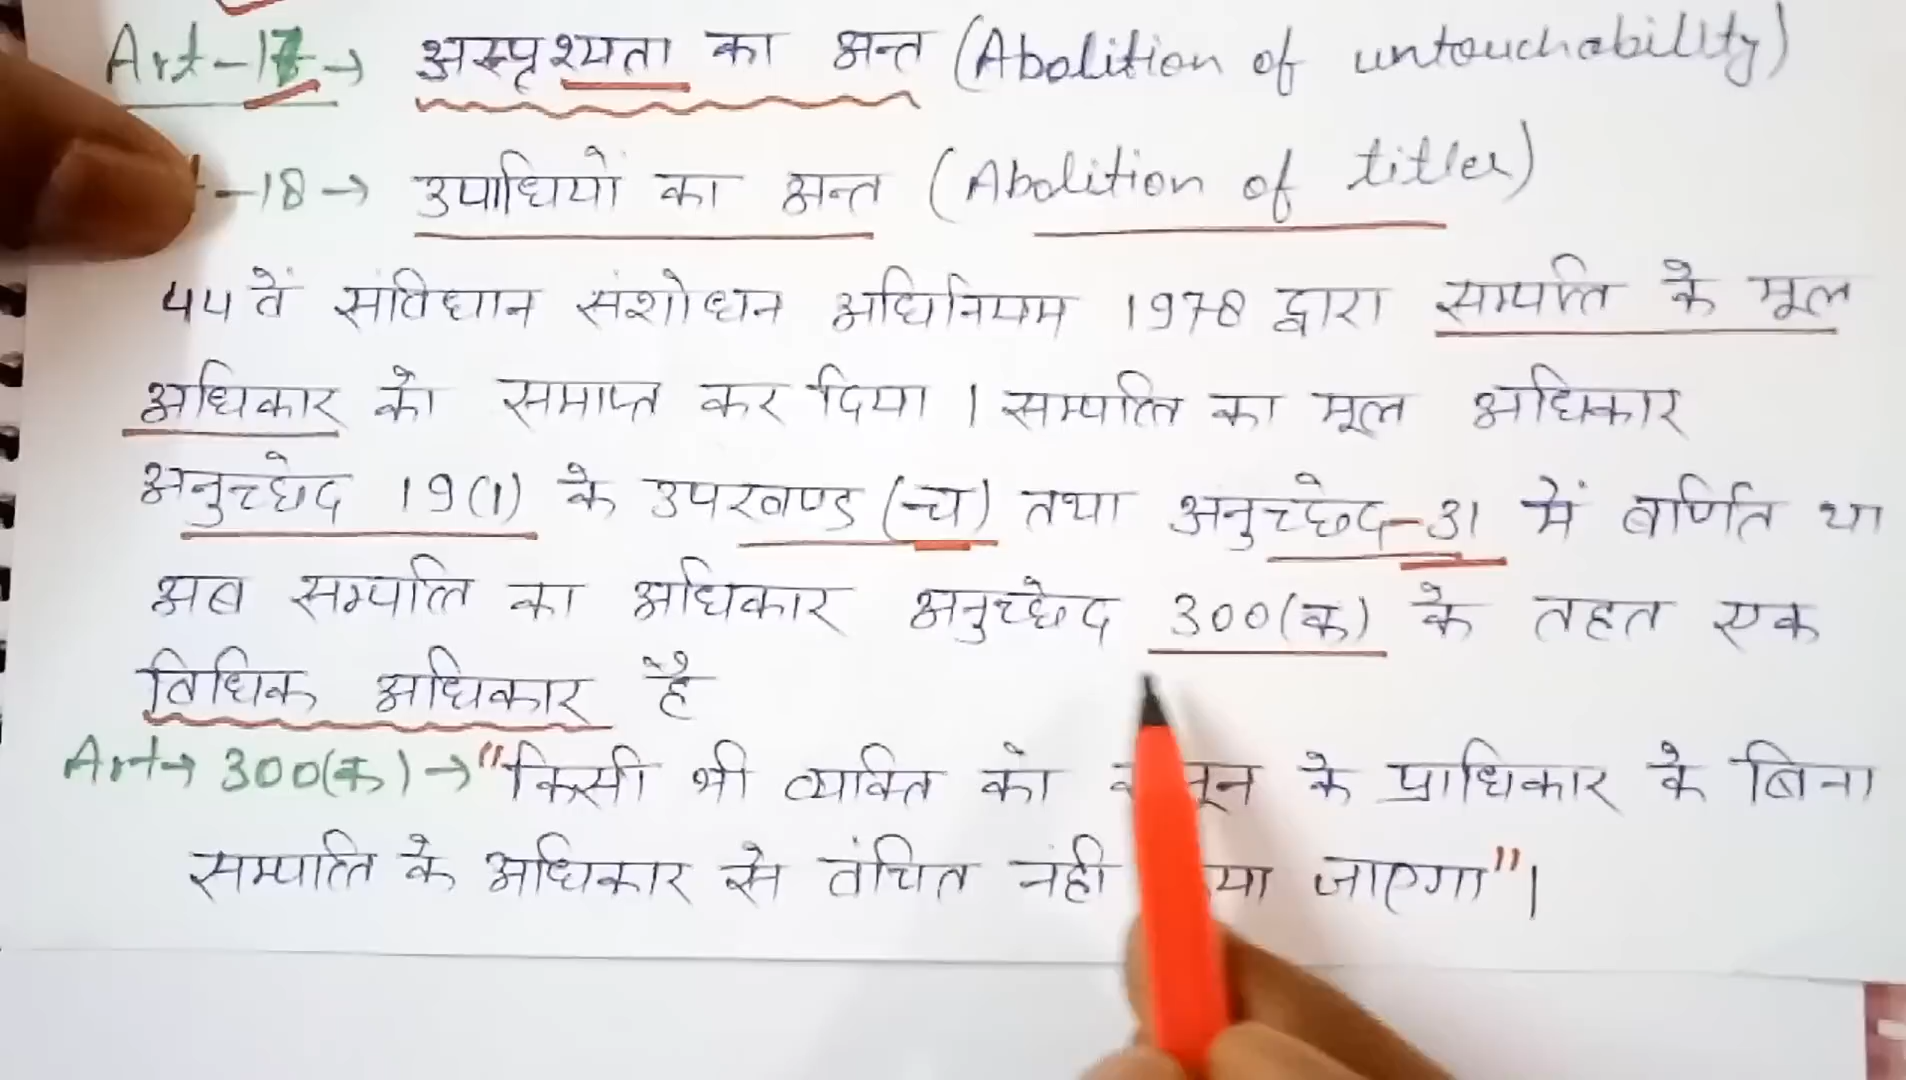 Art-17→ अस्पृश्यता का अन्त (Abolition of untouchability)
-18→ उपाधियों का अन्त (Abolition of titles)
44वें संविधान संशोधन अधिनियम 1978 द्वारा सम्पत्ति के मूल
अधिकार को समाप्त कर दिया । सम्पत्ति का मूल अधिकार
अनुच्छेद 19(1) के उपखण्ड (च) तथा अनुच्छेद-31 में वर्णित था
अब सम्पत्ति का अधिकार अनुच्छेद 300(क) के तहत एक
विधिक अधिकार है
Art→ 300(क)→"किसी भी व्यक्ति को के प्राधिकार के बिना
सम्पत्ति के अधिकार से वंचित नंही जाएगा"।